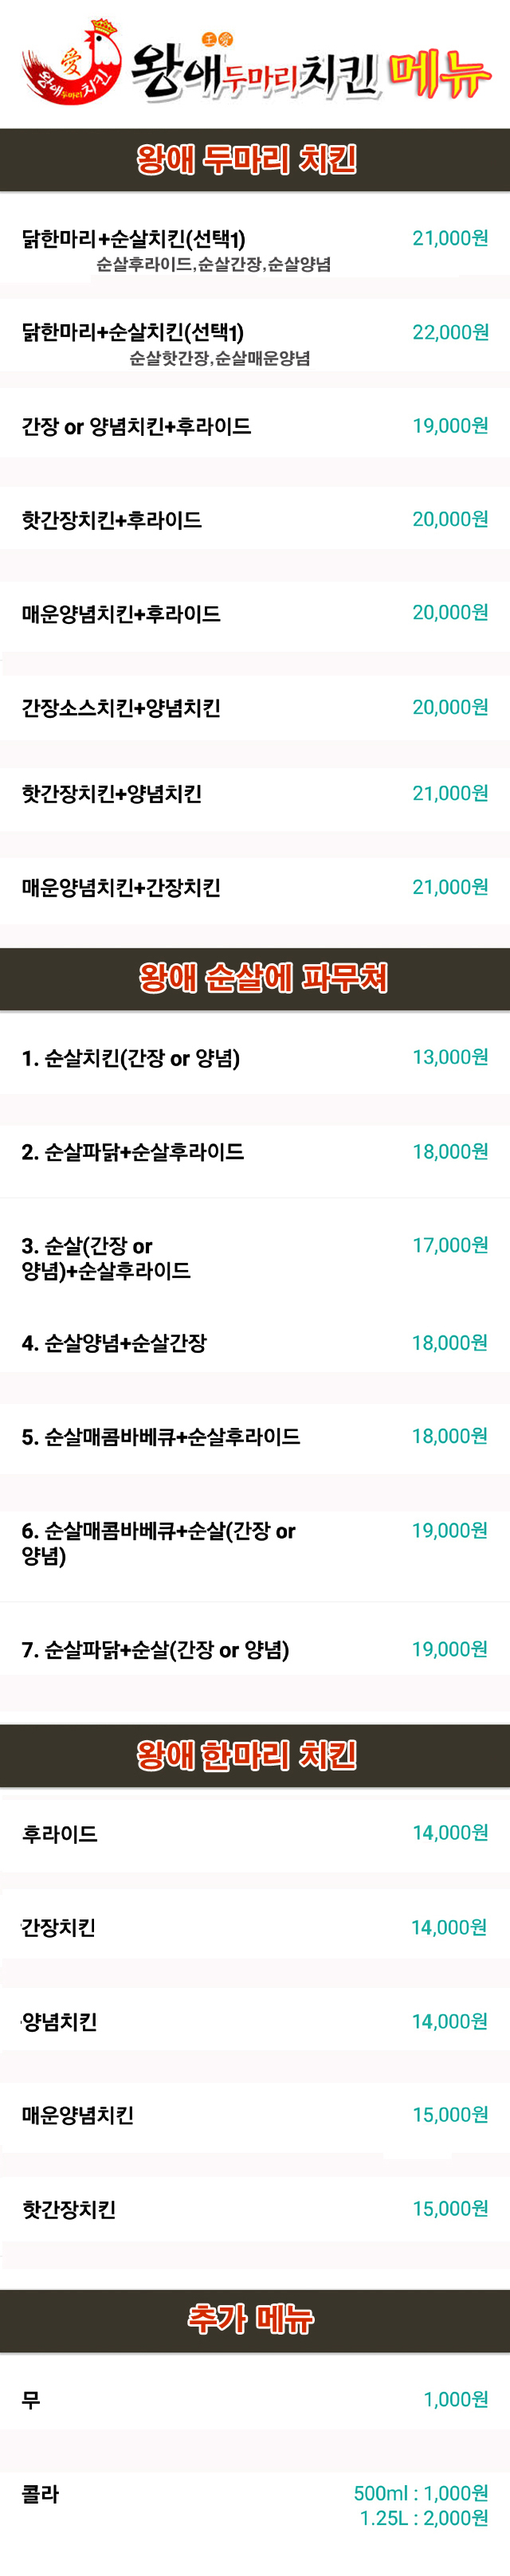 愛
왕애두마리치킨
王愛
왕애두마리치킨 메뉴
왕애 두마리 치킨
닭한마리+순살치킨(선택1) 21,000원
순살후라이드,순살간장,순살양념
닭한마리+순살치킨(선택1) 22,000원
순살핫간장,순살매운양념
간장 or 양념치킨+후라이드 19,000원
핫간장치킨+후라이드 20,000원
매운양념치킨+후라이드 20,000원
간장소스치킨+양념치킨 20,000원
핫간장치킨+양념치킨 21,000원
매운양념치킨+간장치킨 21,000원
왕애 순살에 파무쳐
1. 순살치킨(간장 or 양념) 13,000원
2. 순살파닭+순살후라이드 18,000원
3. 순살(간장 or 17,000원
양념)+순살후라이드
4. 순살양념+순살간장 18,000원
5. 순살매콤바베큐+순살후라이드 18,000원
6. 순살매콤바베큐+순살(간장 or 19,000원
양념)
7. 순살파닭+순살(간장 or 양념) 19,000원
왕애 한마리 치킨
후라이드 14,000원
간장치킨 14,000원
양념치킨 14,000원
매운양념치킨 15,000원
핫간장치킨 15,000원
추가 메뉴
무 1,000원
콜라 500ml : 1,000원
1.25L : 2,000원